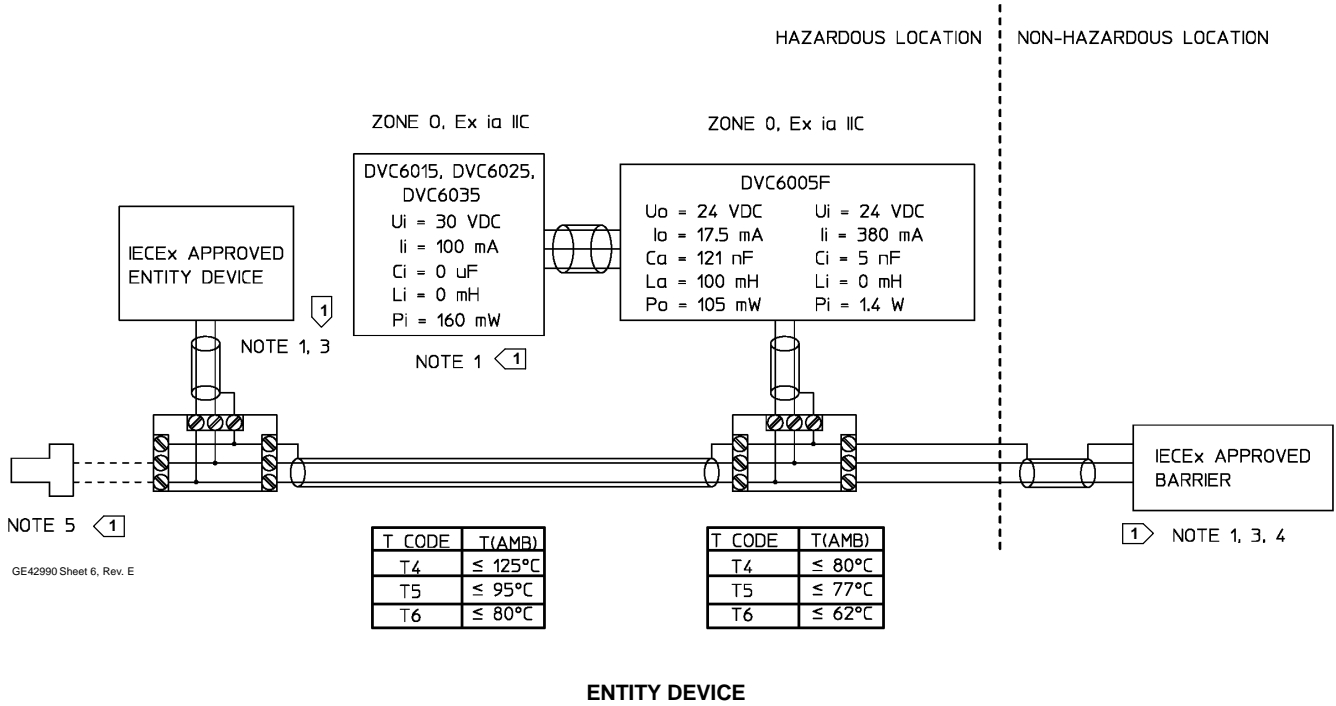 HAZARDOUS LOCATION
NON-HAZARDOUS LOCATION
ZONE 0, Ex ia IIC
ZONE 0, Ex ia IIC
DVC6015, DVC6025,
DVC6035
Ui = 30 VDC
Ii = 100 mA
Ci = 0 uF
Li = 0 mH
Pi = 160 mW
DVC6005F
Uo = 24 VDC
Ui = 24 VDC
Io = 17.5 mA
Ii = 380 mA
Ca = 121 nF
Ci = 5 nF
La = 100 mH
Li = 0 mH
Po = 105 mW
Pi = 1.4 W
IECEx APPROVED
ENTITY DEVICE
1
NOTE 1, 3
NOTE 1
1
IECEx APPROVED
BARRIER
1
NOTE 1, 3, 4
NOTE 5
1
GE42990 Sheet 6, Rev. E
T CODE T(AMB)
T4 ≤ 125°C
T5 ≤ 95°C
T6 ≤ 80°C
T CODE T(AMB)
T4 ≤ 80°C
T5 ≤ 77°C
T6 ≤ 62°C
ENTITY DEVICE